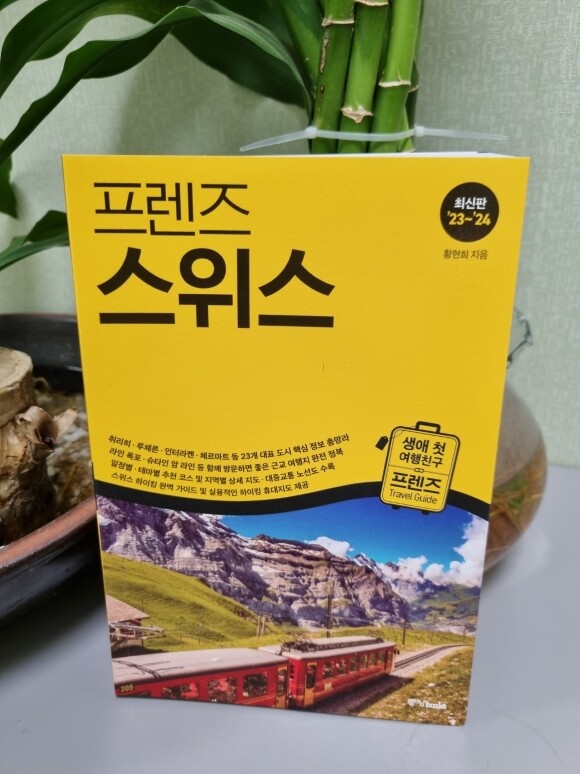 프렌즈
스위스
최신판
'23~'24
황현희 지음
취리히·루체른·인터라켄·체르마트 등 23개 대표 도시 핵심 정보 총망라
라인 폭포·슈타인 암 라인 등 함께 방문하면 좋은 근교 여행지 완전 정복
일정별·테마별 추천 코스 및 지역별 상세 지도·대중교통 노선도 수록
스위스 하이킹 완벽 가이드 및 실용적인 하이킹 휴대지도 제공
생애 첫
여행친구
프렌즈
Travel Guide
205
books